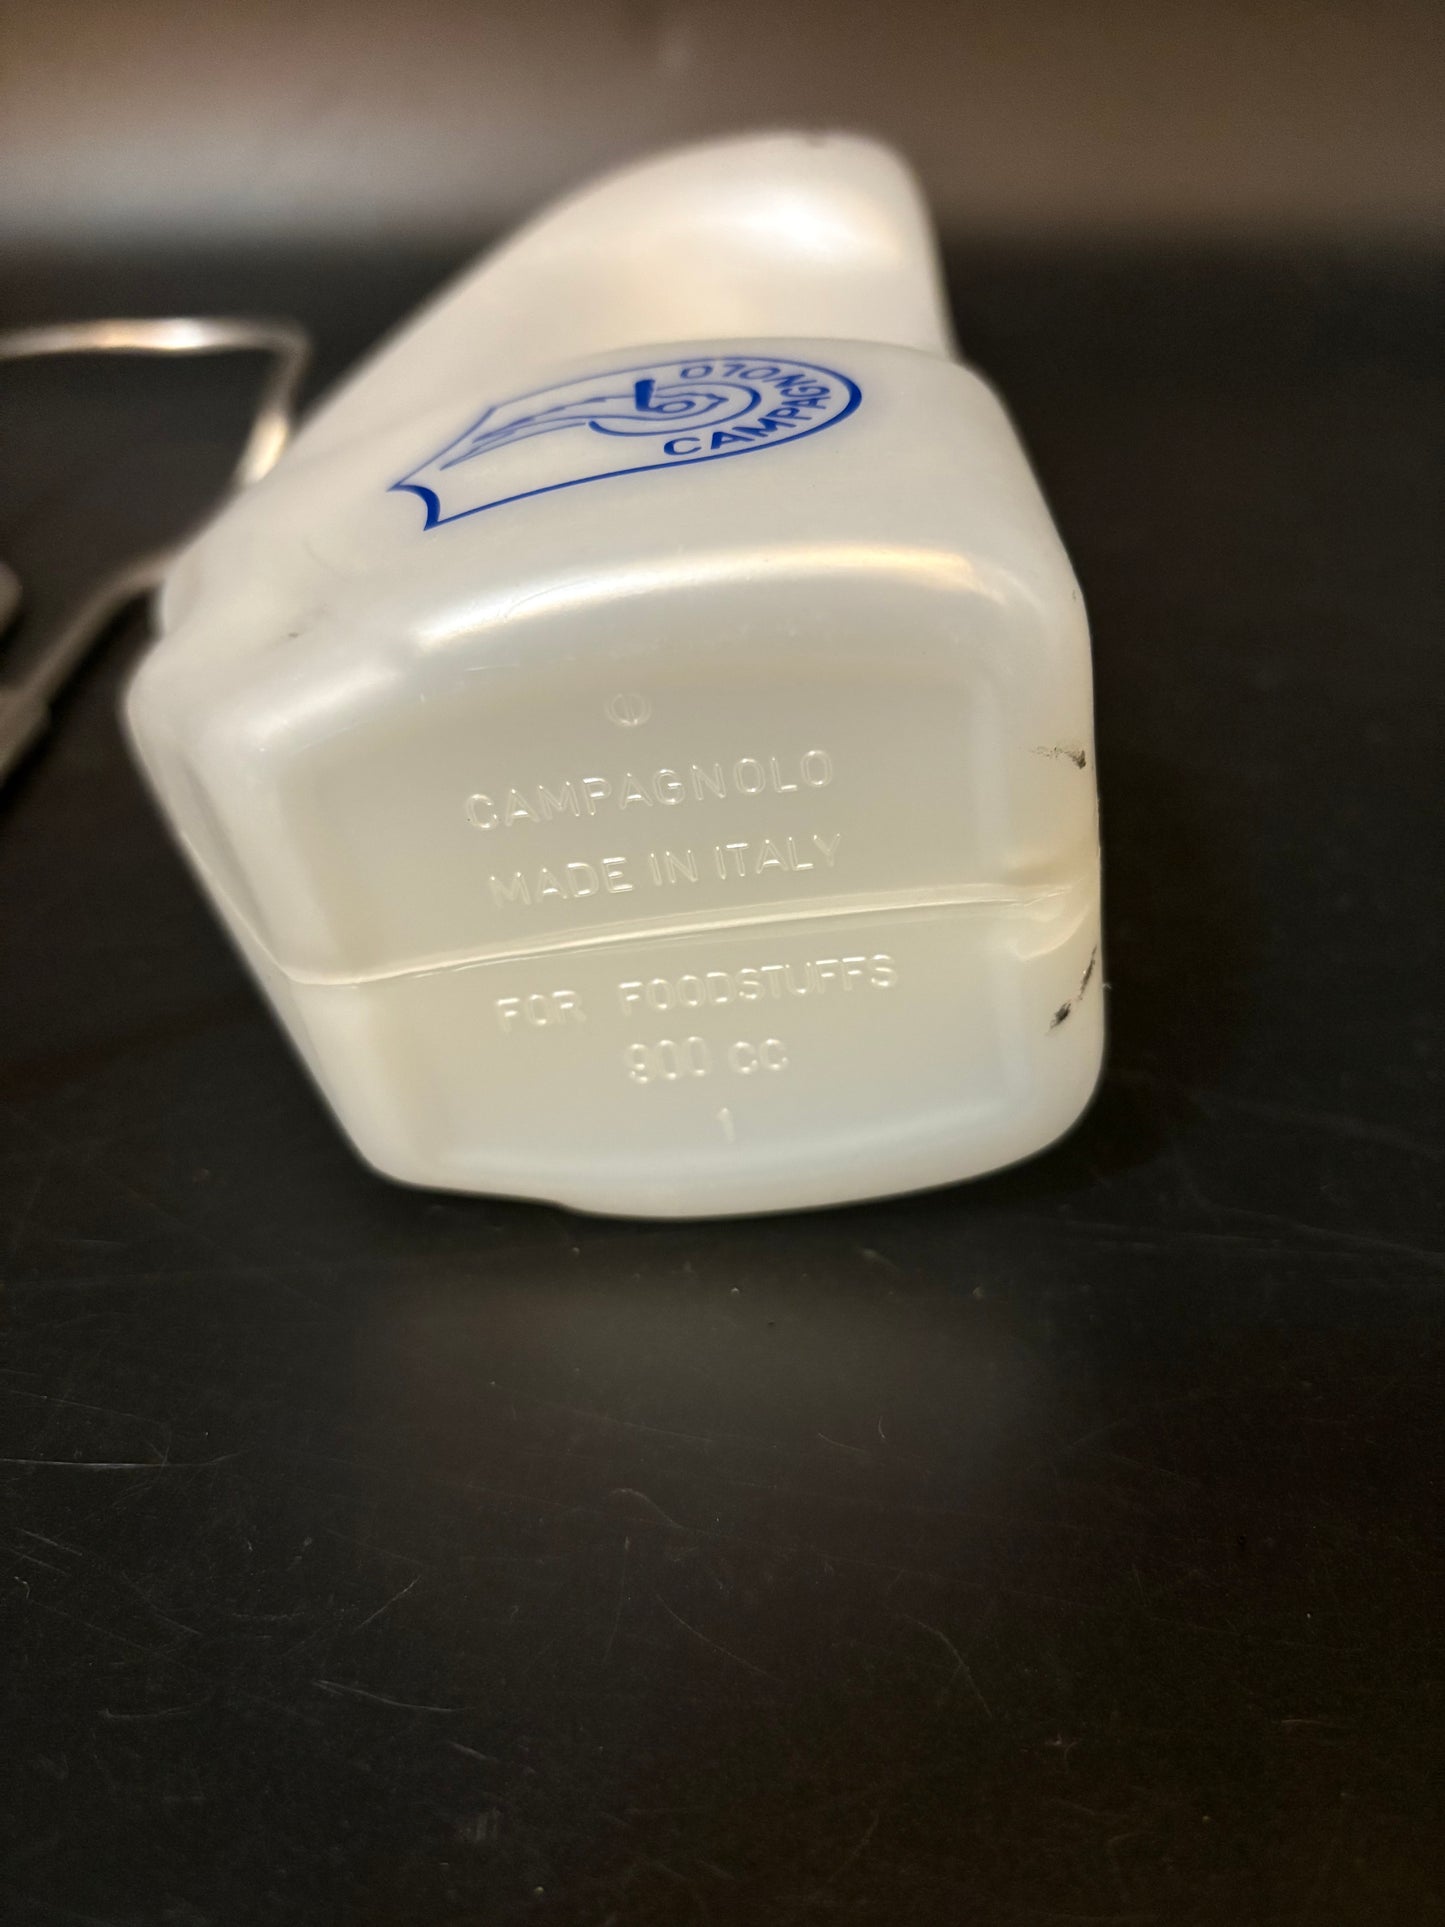 CAMPAGNOLO
CAMPAGNOLO
MADE IN ITALY
FOR FOODSTUFFS
900 cc
1